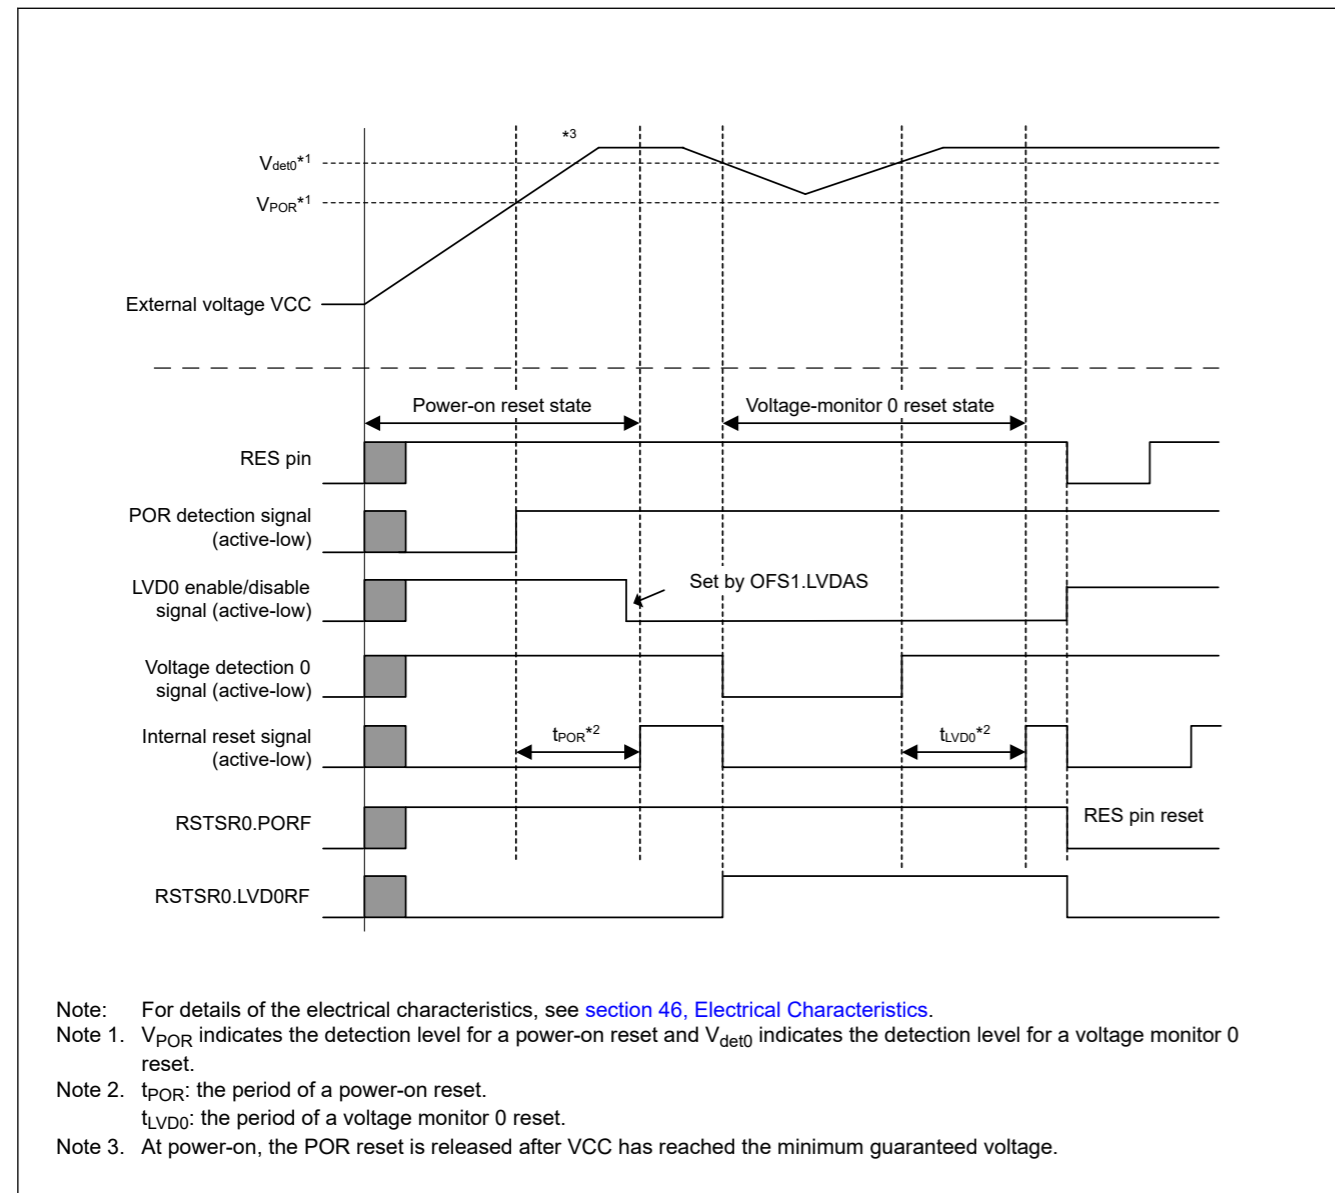 *3
Vdet0*1
VPOR*1
External voltage VCC
Power-on reset state
Voltage-monitor 0 reset state
RES pin
POR detection signal
(active-low)
LVD0 enable/disable
signal (active-low)
Set by OFS1.LVDAS
Voltage detection 0
signal (active-low)
Internal reset signal
(active-low)
tPOR*2
tLVD0*2
RSTSR0.PORF
RES pin reset
RSTSR0.LVD0RF
Note: For details of the electrical characteristics, see section 46, Electrical Characteristics.
Note 1. VPOR indicates the detection level for a power-on reset and Vdet0 indicates the detection level for a voltage monitor 0
reset.
Note 2. tPOR: the period of a power-on reset.
tLVD0: the period of a voltage monitor 0 reset.
Note 3. At power-on, the POR reset is released after VCC has reached the minimum guaranteed voltage.